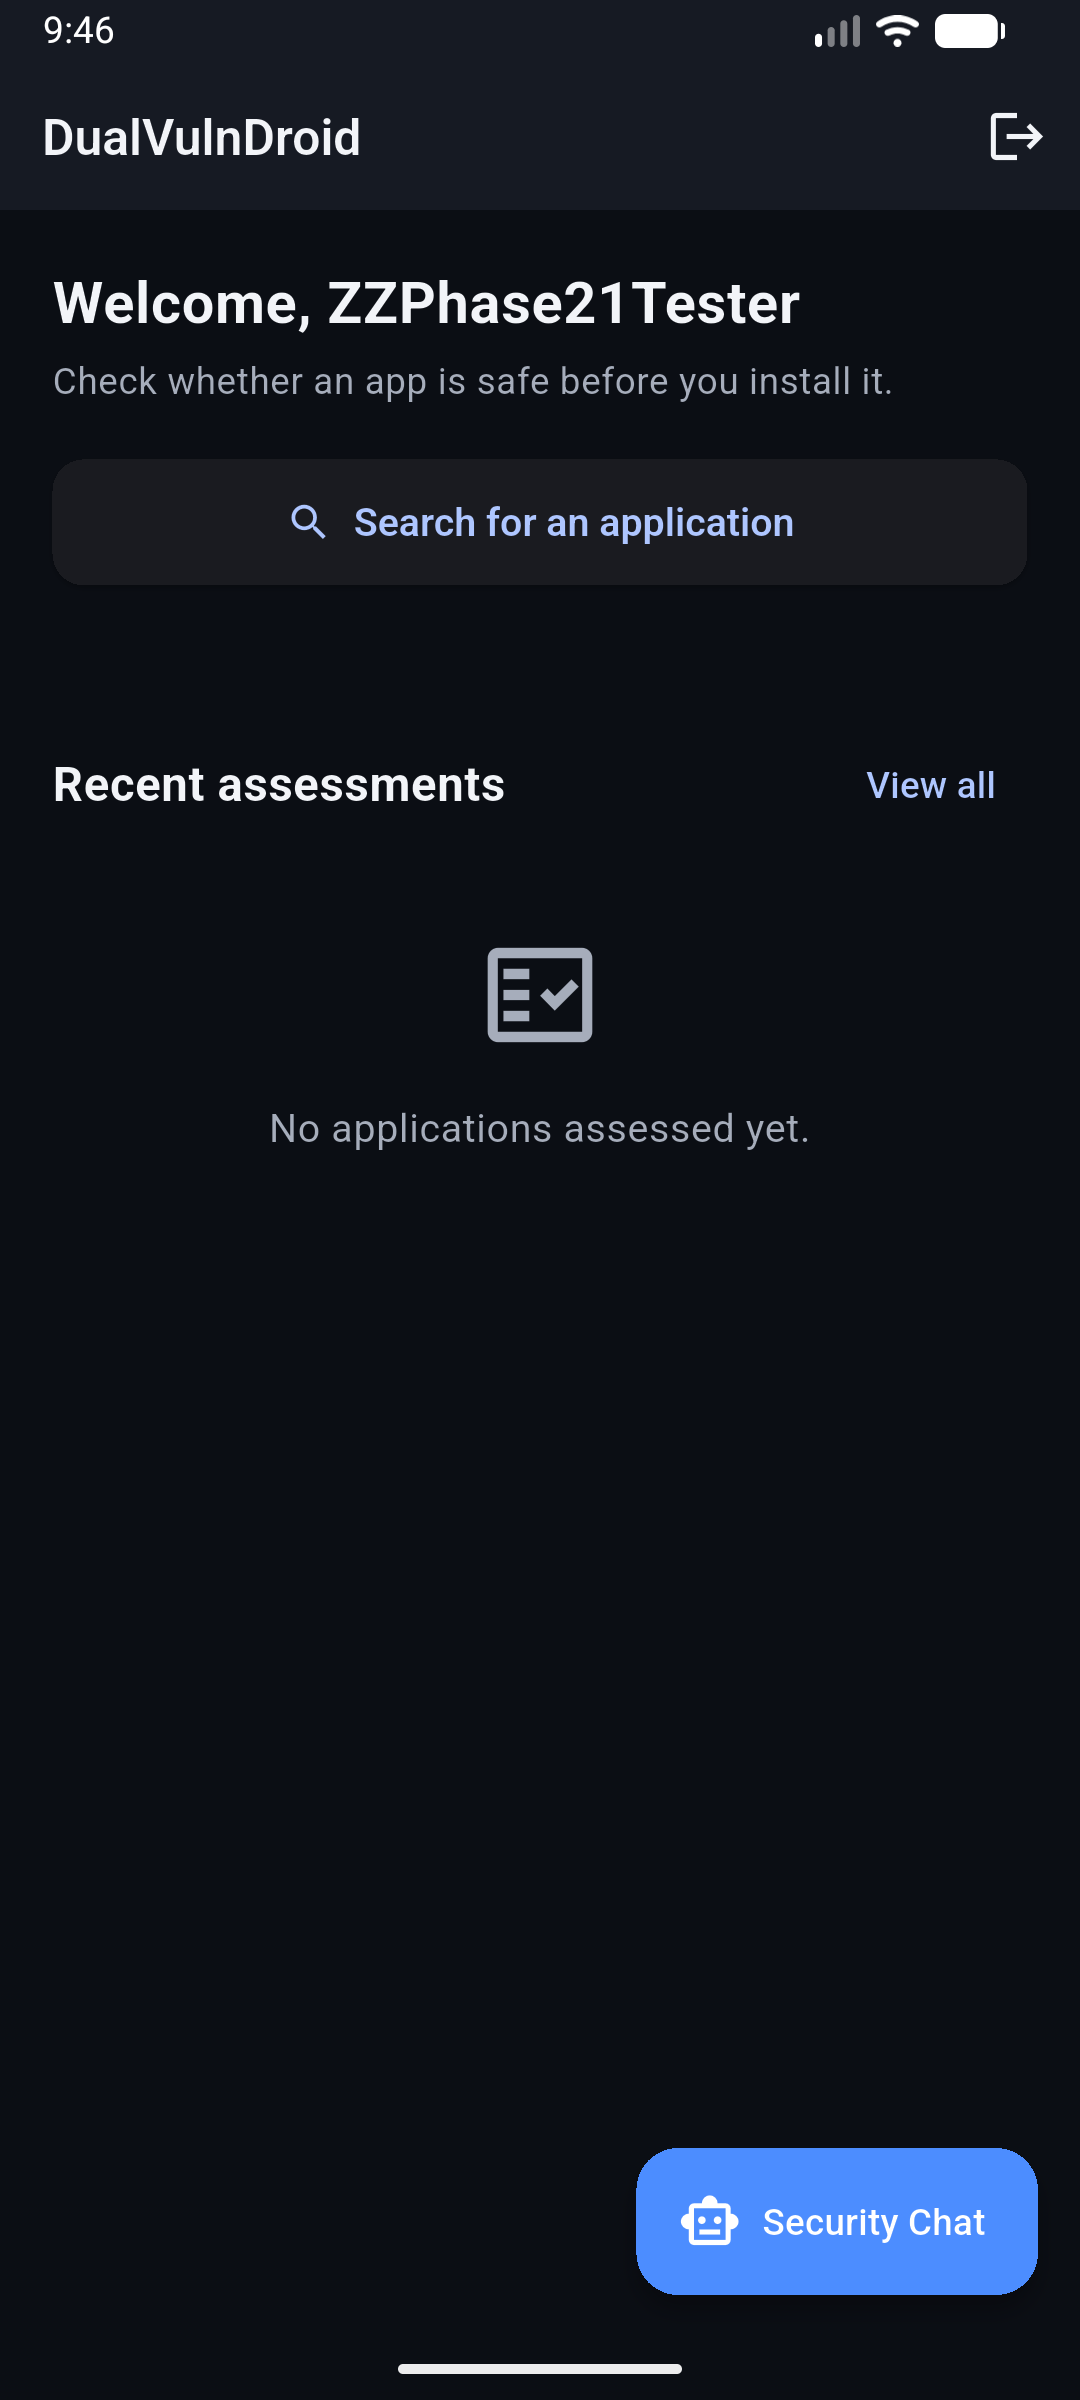 9:46
DualVulnDroid
Welcome, ZZPhase21Tester
Check whether an app is safe before you install it.
Search for an application
Recent assessments
View all
No applications assessed yet.
Security Chat